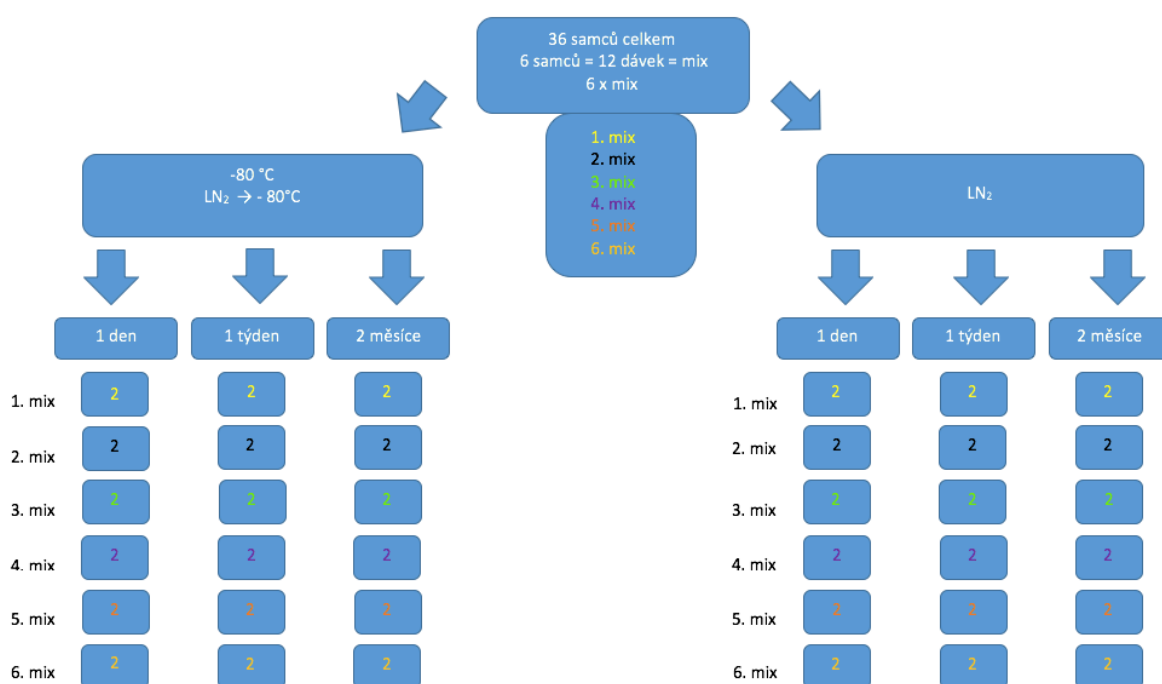 36 samců celkem
6 samců = 12 dávek = mix
6 x mix
1. mix
2. mix
3. mix
4. mix
5. mix
6. mix
-80 °C
LN₂ → - 80°C
LN₂
1 den
1 týden
2 měsíce
1 den
1 týden
2 měsíce
1. mix 2 2 2
1. mix 2 2 2
2. mix 2 2 2
2. mix 2 2 2
3. mix 2 2 2
3. mix 2 2 2
4. mix 2 2 2
4. mix 2 2 2
5. mix 2 2 2
5. mix 2 2 2
6. mix 2 2 2
6. mix 2 2 2